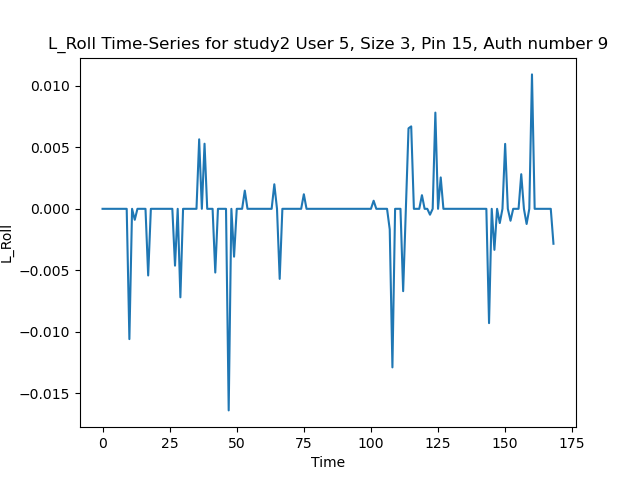 L_Roll Time-Series for study2 User 5, Size 3, Pin 15, Auth number 9
0.010
0.005
0.000
−0.005
−0.010
−0.015
L_Roll
0 25 50 75 100 125 150 175
Time